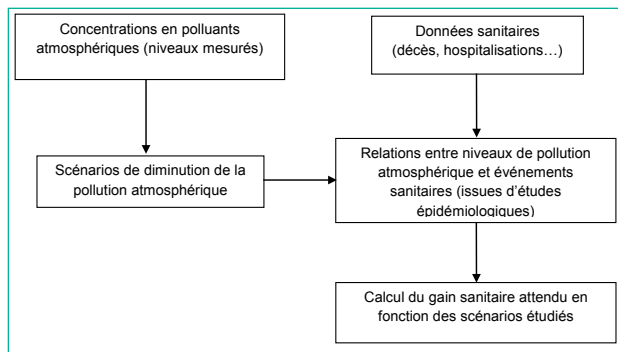 Concentrations en polluants
atmosphériques (niveaux mesurés)
Données sanitaires
(décès, hospitalisations…)
Scénarios de diminution de la
pollution atmosphérique
Relations entre niveaux de pollution
atmosphérique et événements
sanitaires (issues d’études
épidémiologiques)
Calcul du gain sanitaire attendu en
fonction des scénarios étudiés